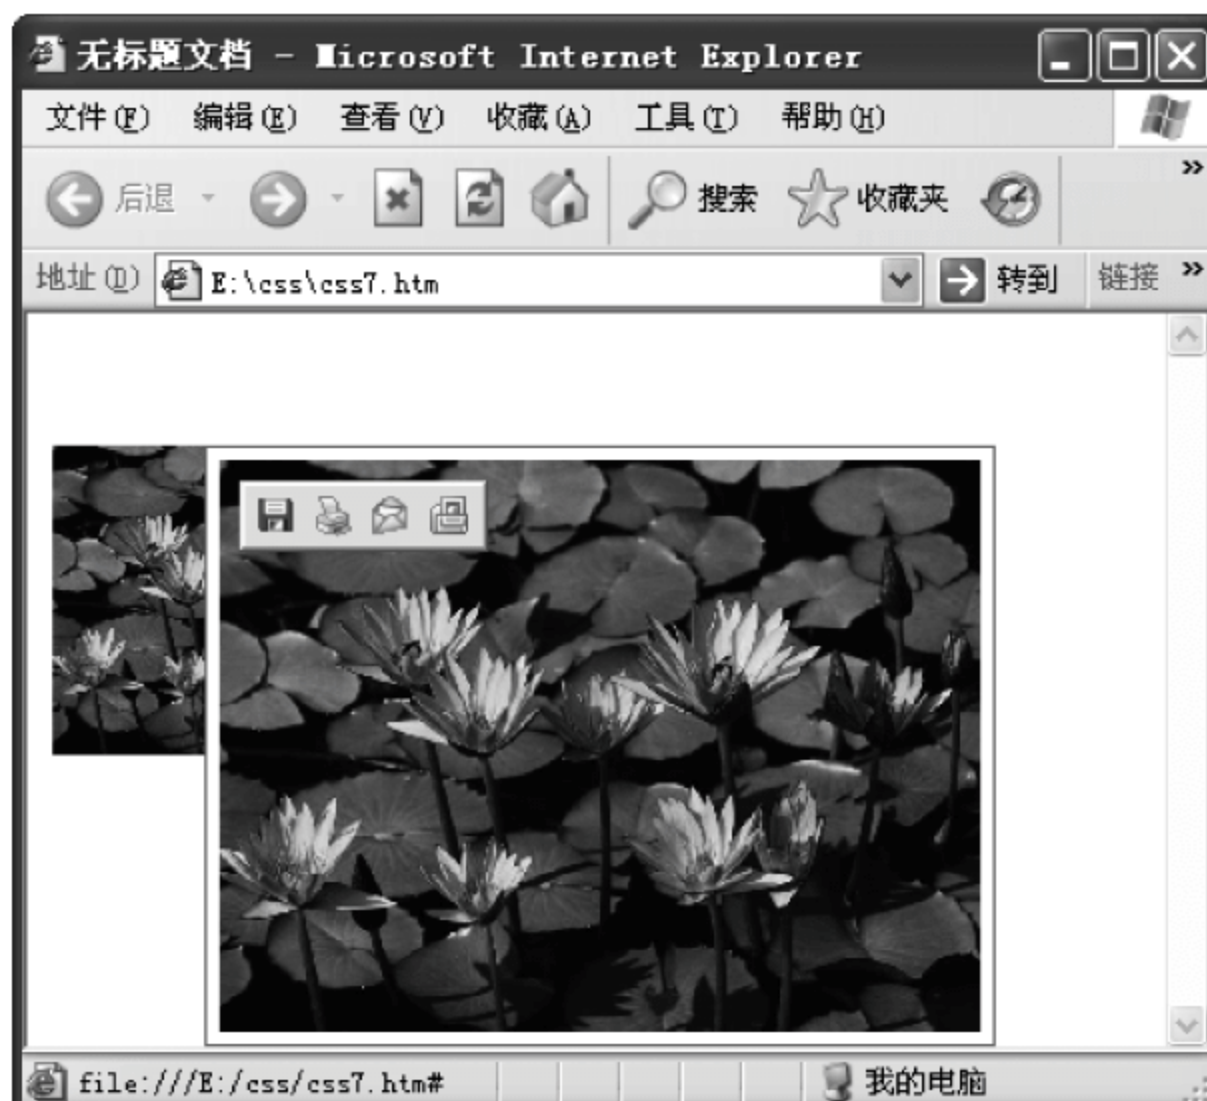 无标题文档 - Microsoft Internet Explorer
文件(F) 编辑(E) 查看(V) 收藏(A) 工具(T) 帮助(H)
后退 搜索 收藏夹 »
地址(D) E:\css\css7.htm 转到 链接 »
file:///E:/css/css7.htm# 我的电脑